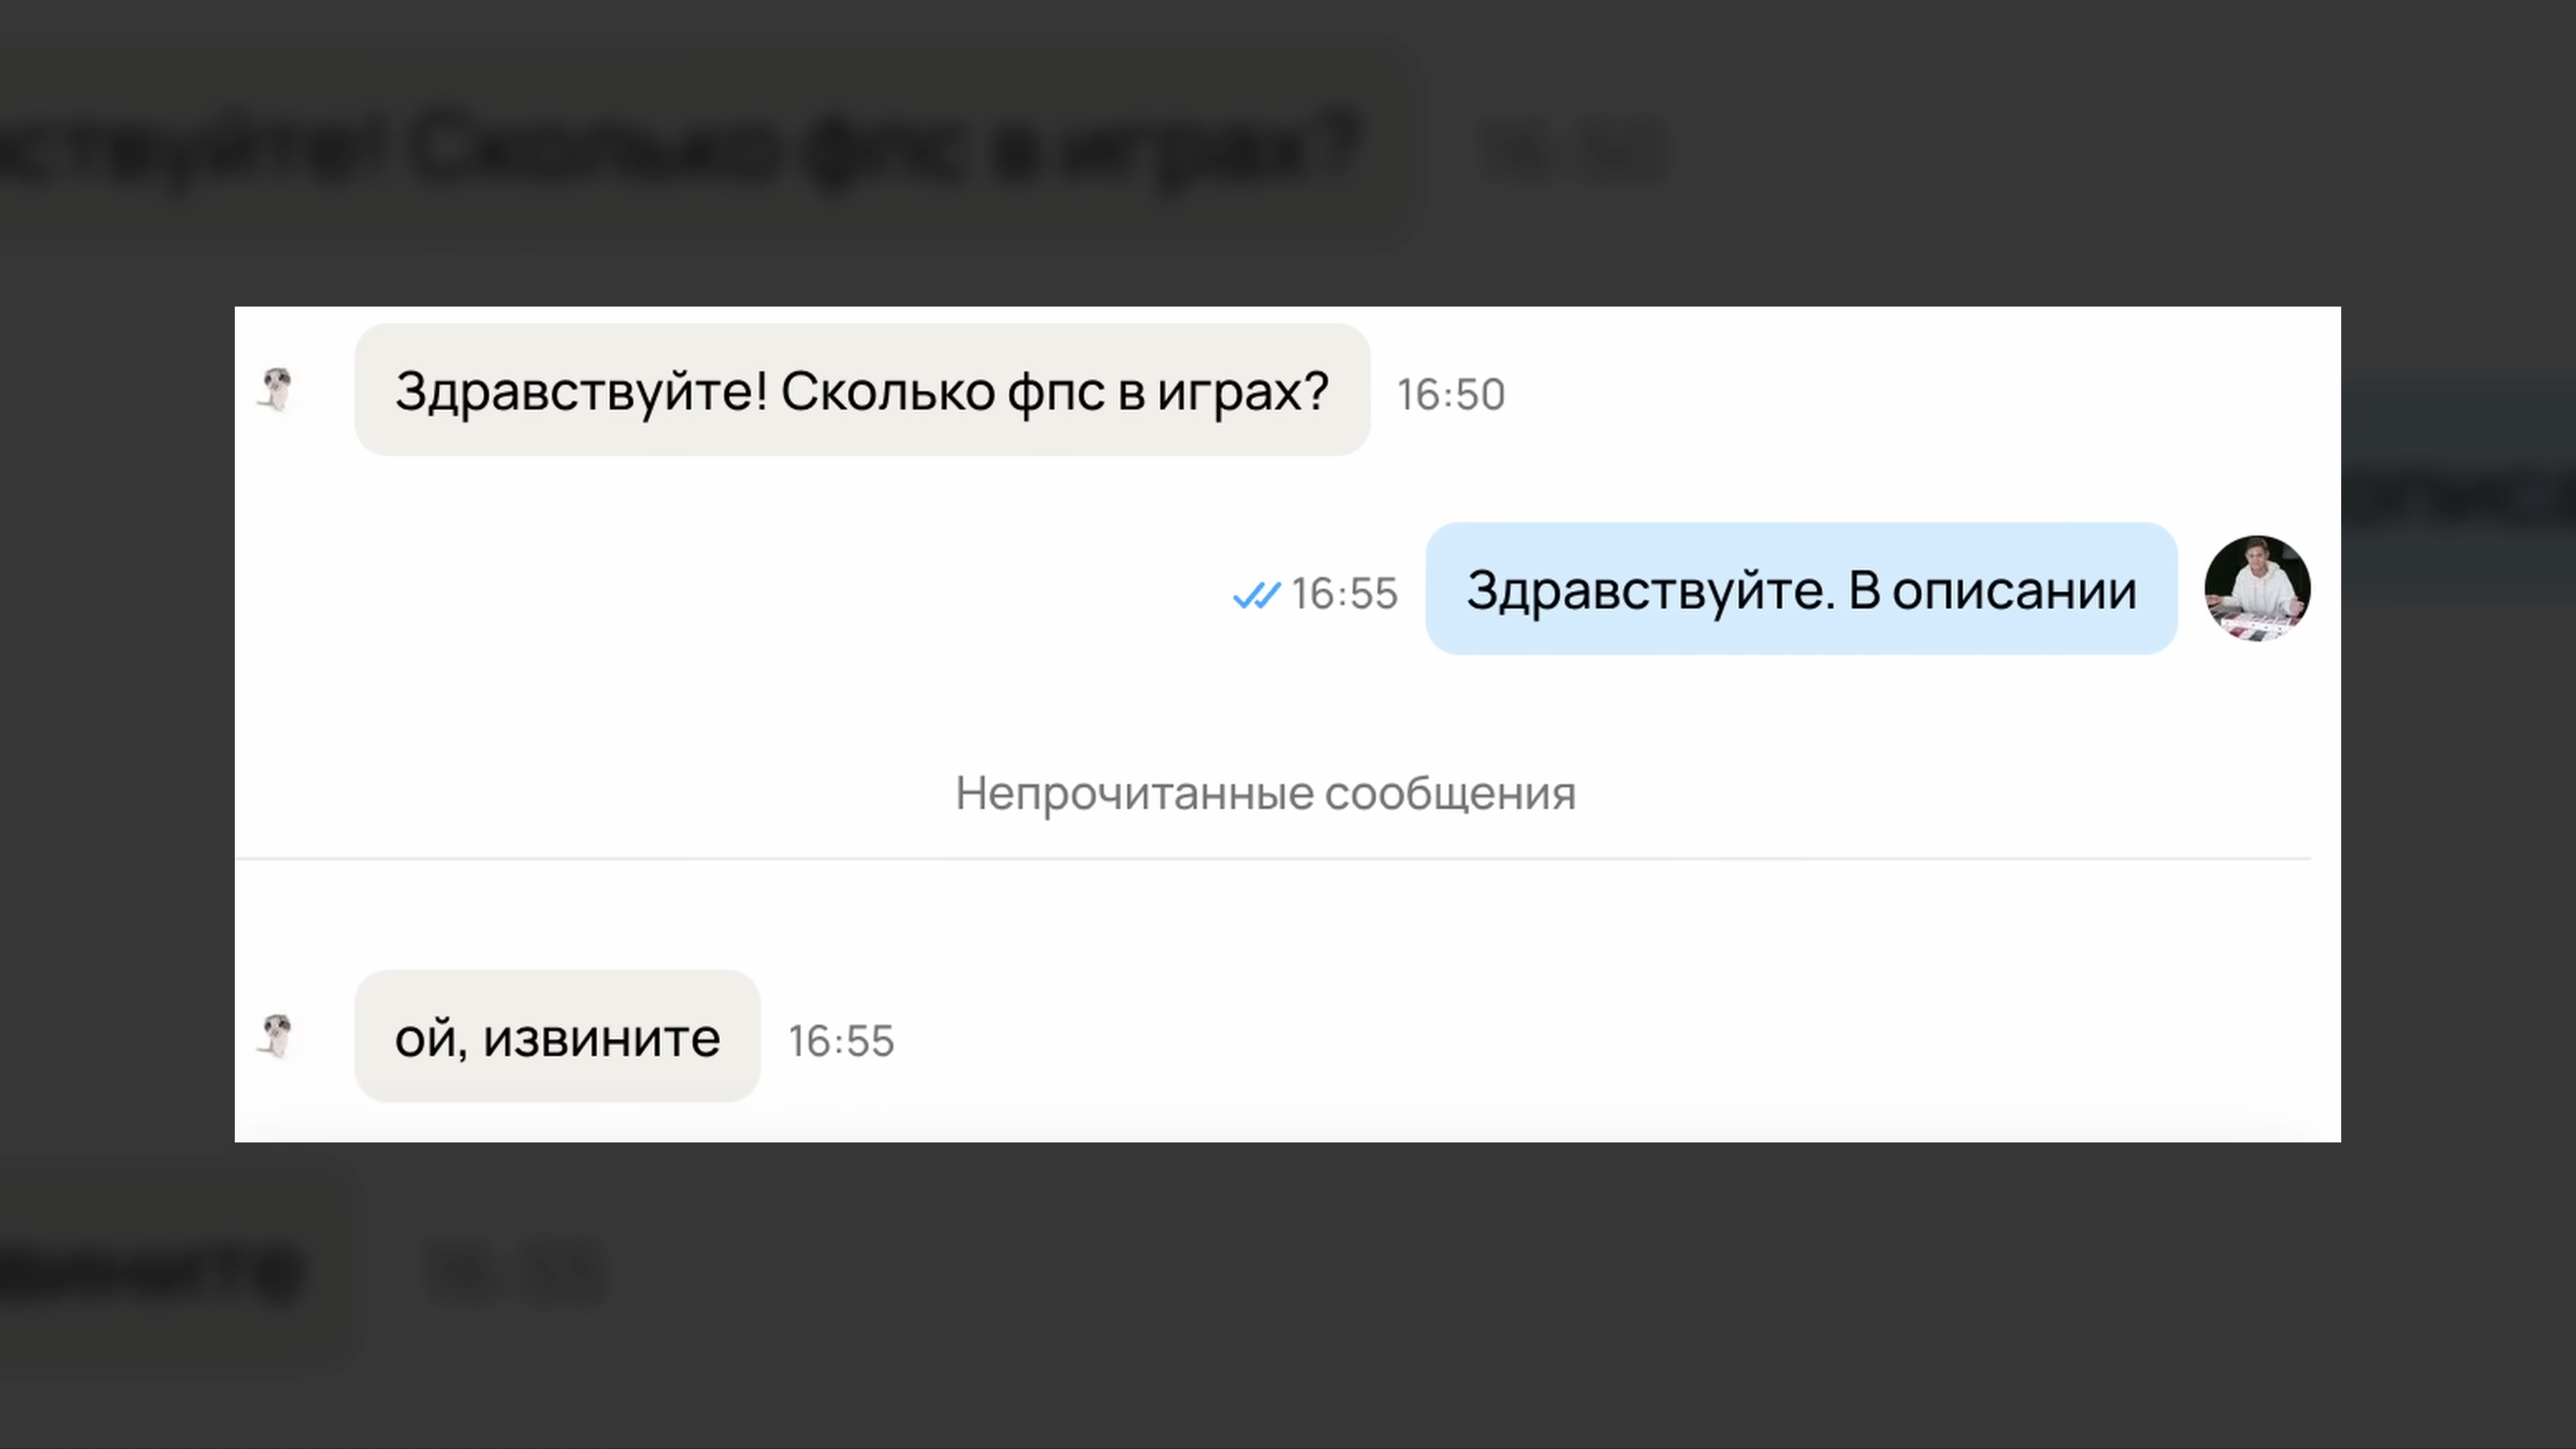 Здравствуйте! Сколько фпс в играх? 16:50
16:55 Здравствуйте. В описании
Непрочитанные сообщения
ой, извините 16:55